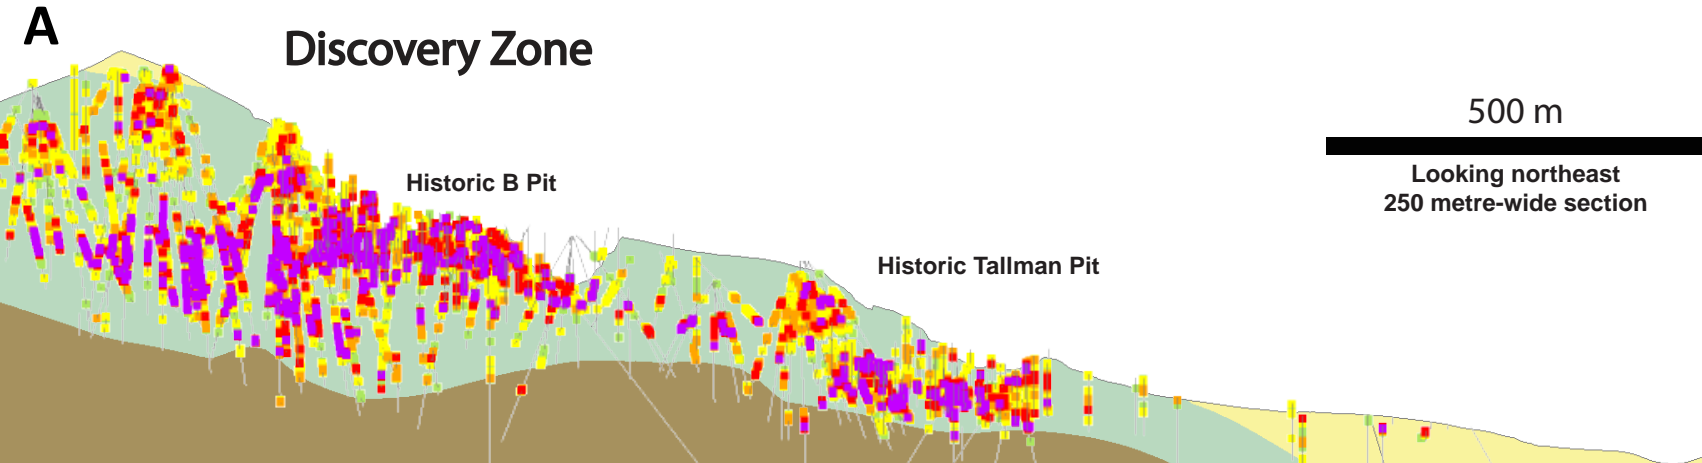 A
Discovery Zone
500 m
Looking northeast
250 metre-wide section
Historic B Pit
Historic Tallman Pit